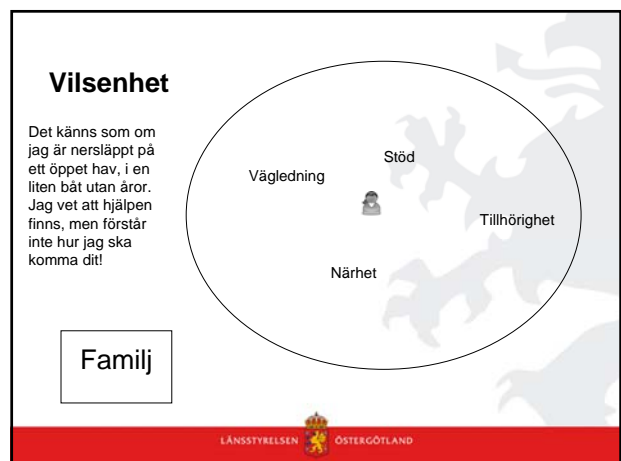 Vilsenhet
Det känns som om
jag är nersläppt på
ett öppet hav, i en
liten båt utan åror.
Jag vet att hjälpen
finns, men förstår
inte hur jag ska
komma dit!
Stöd
Vägledning
Tillhörighet
Närhet
Familj
LÄNSSTYRELSEN ÖSTERGÖTLAND